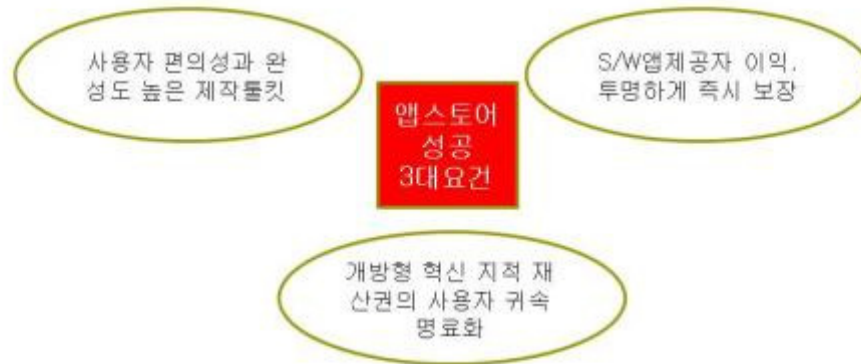 사용자 편의성과 완
성도 높은 제작툴킷
S/W앱제공자 이익,
투명하게 즉시 보장
앱스토어
성공
3대요건
개방형 혁신 지적 재
산권의 사용자 귀속
명료화